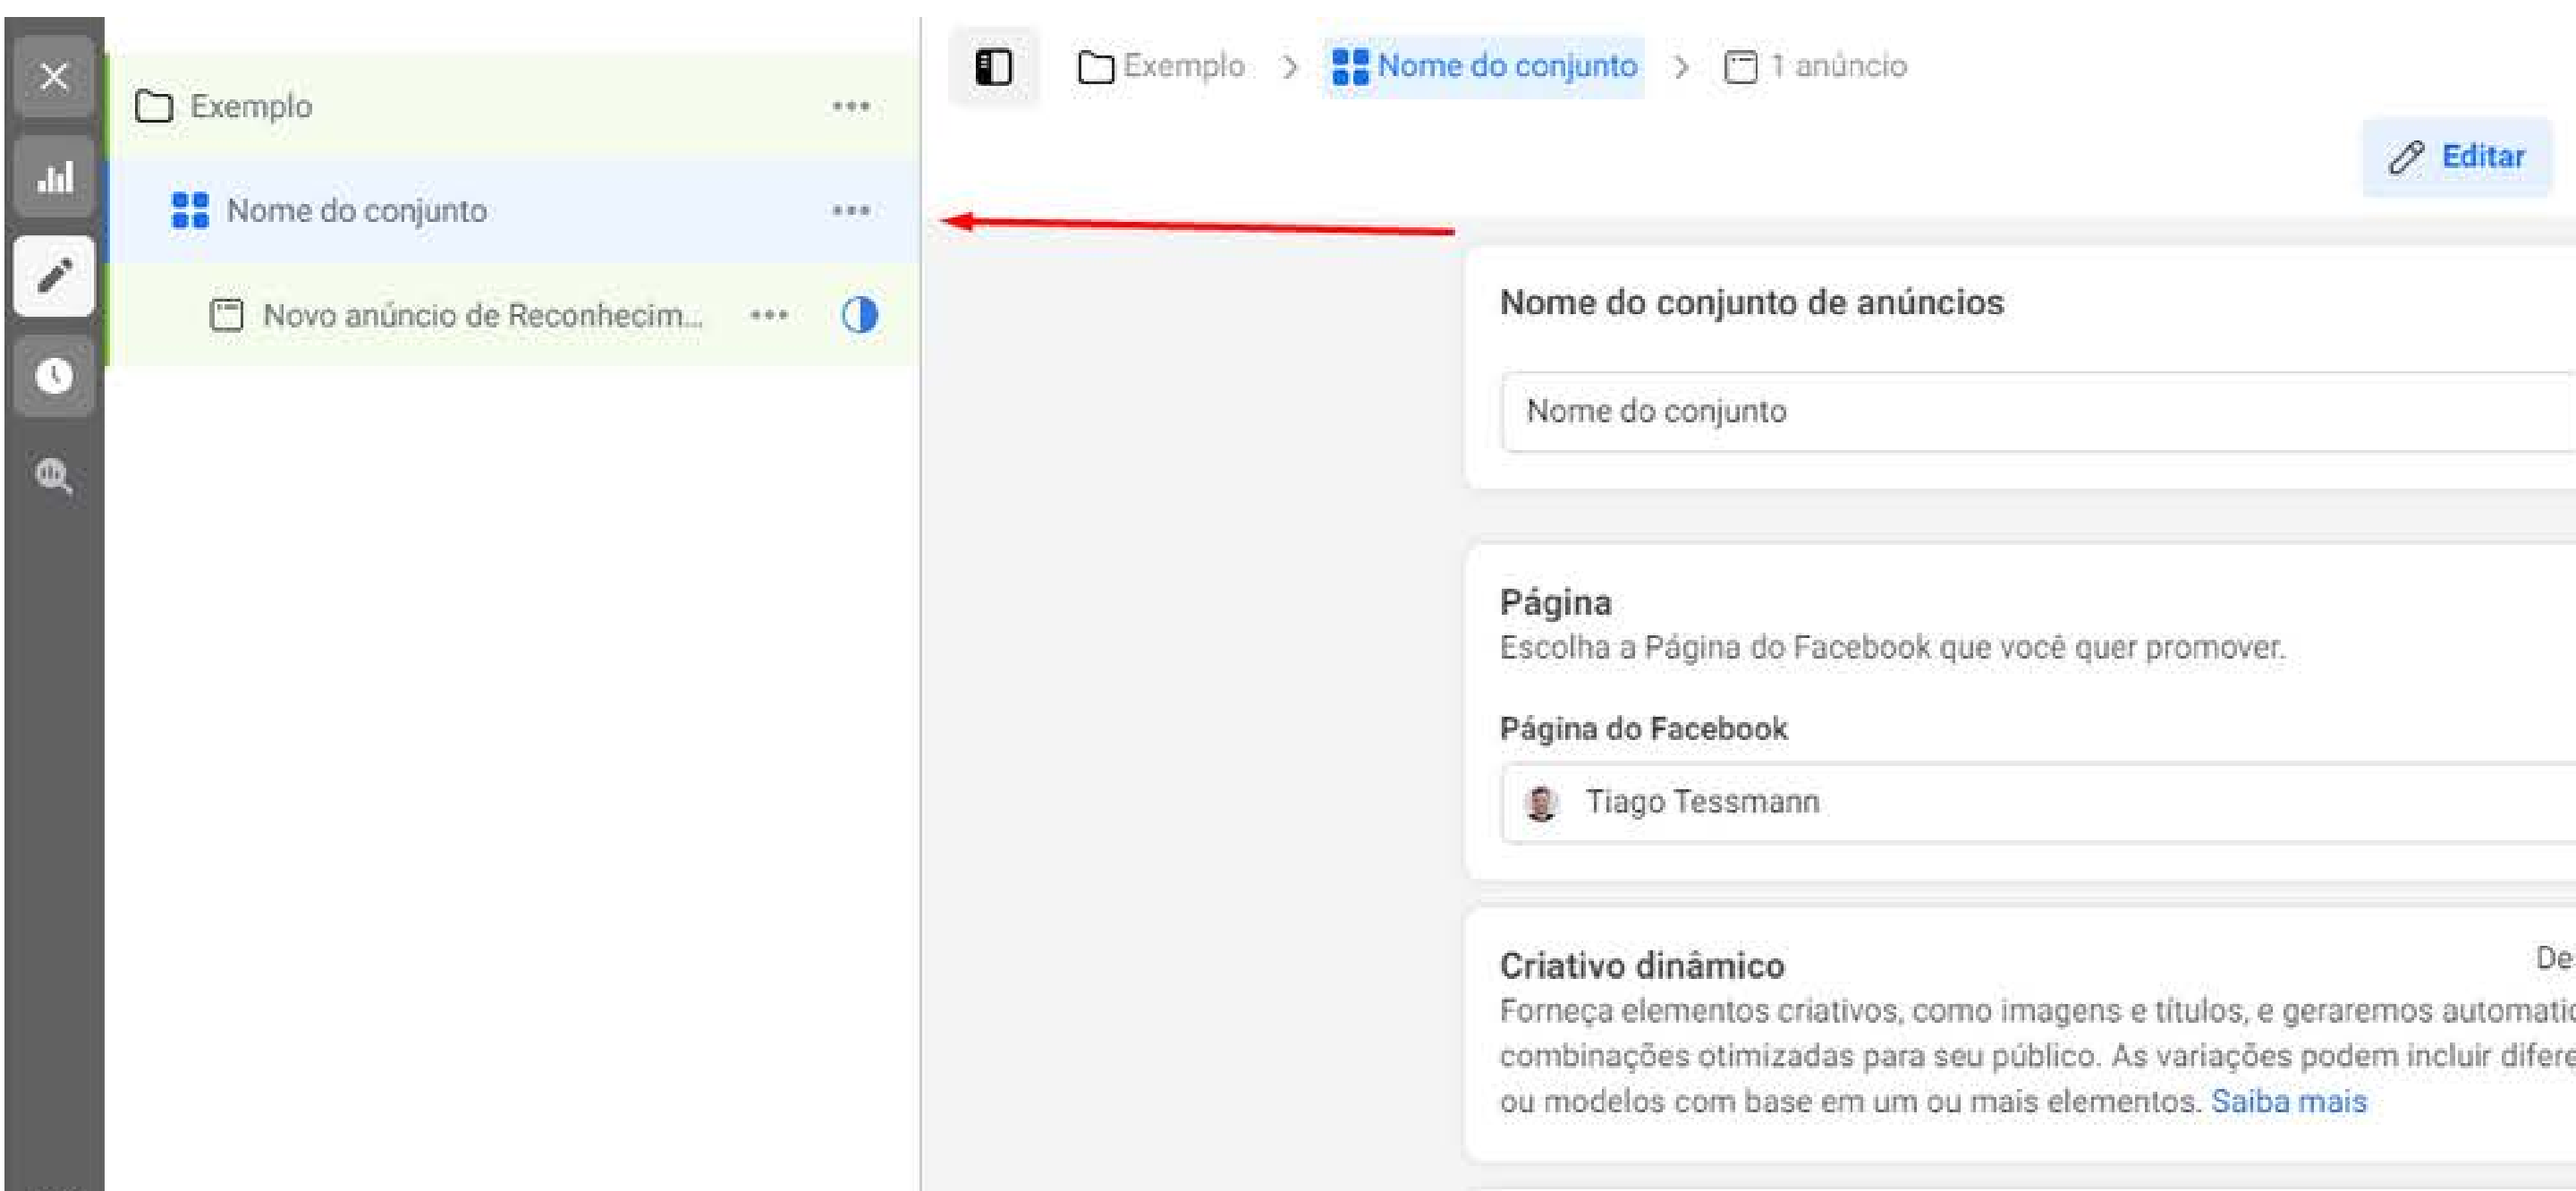 Exemplo
Nome do conjunto
Novo anúncio de Reconhecim...
Exemplo > Nome do conjunto > 1 anúncio
Editar
Nome do conjunto de anúncios
Nome do conjunto
Página
Escolha a Página do Facebook que você quer promover.
Página do Facebook
Tiago Tessmann
Criativo dinâmico
De
Forneça elementos criativos, como imagens e títulos, e geraremos automatic
combinações otimizadas para seu público. As variações podem incluir difere
ou modelos com base em um ou mais elementos. Saiba mais